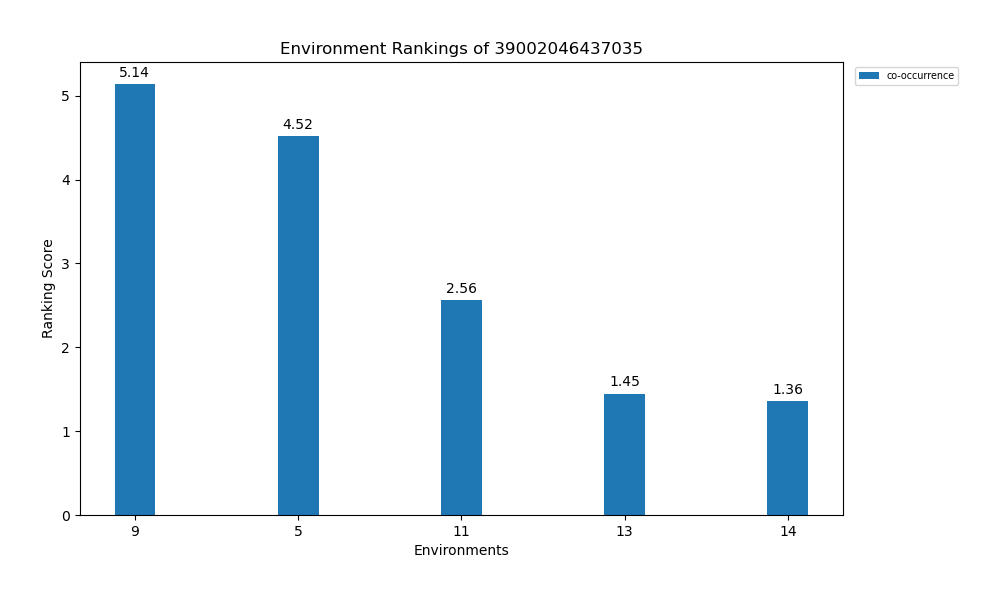 Environment Rankings of 39002046437035
co-occurrence
5.14
4.52
2.56
1.45
1.36
Ranking Score
5
4
3
2
1
0
9 5 11 13 14
Environments